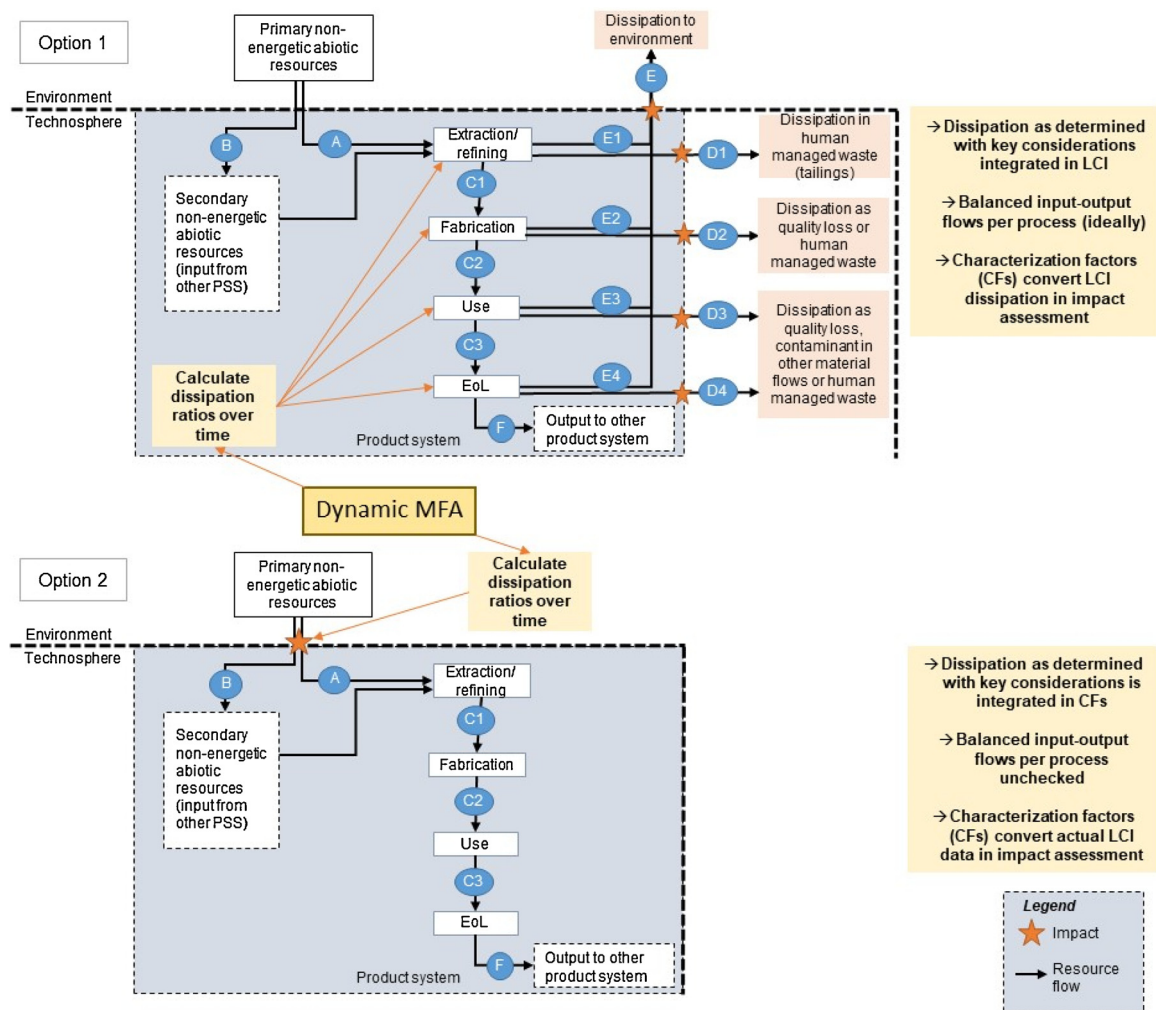 Option 1
Primary non-
energetic abiotic
resources
Dissipation to
environment
E
Environment
Technosphere
B
A
Extraction/
refining
E1
D1
Dissipation in
human
managed waste
(tailings)
C1
Secondary
non-energetic
abiotic
resources
(input from
other PSS)
Fabrication
E2
D2
Dissipation as
quality loss or
human
managed waste
C2
Use
E3
D3
Dissipation as
quality loss,
contaminant in
other material
flows or human
managed waste
C3
EoL
E4
D4
Calculate
dissipation
ratios over
time
F
Output to other
product system
Product system
→ Dissipation as determined
with key considerations
integrated in LCI
→ Balanced input-output
flows per process (ideally)
→ Characterization factors
(CFs) convert LCI
dissipation in impact
assessment
Dynamic MFA
Option 2
Primary non-
energetic abiotic
resources
Calculate
dissipation
ratios over
time
Environment
Technosphere
B
A
Extraction/
refining
C1
Secondary
non-energetic
abiotic
resources
(input from
other PSS)
Fabrication
C2
Use
C3
EoL
F
Output to other
product system
Product system
→ Dissipation as determined
with key considerations is
integrated in CFs
→ Balanced input-output
flows per process
unchecked
→ Characterization factors
(CFs) convert actual LCI
data in impact assessment
Legend
Impact
Resource
flow